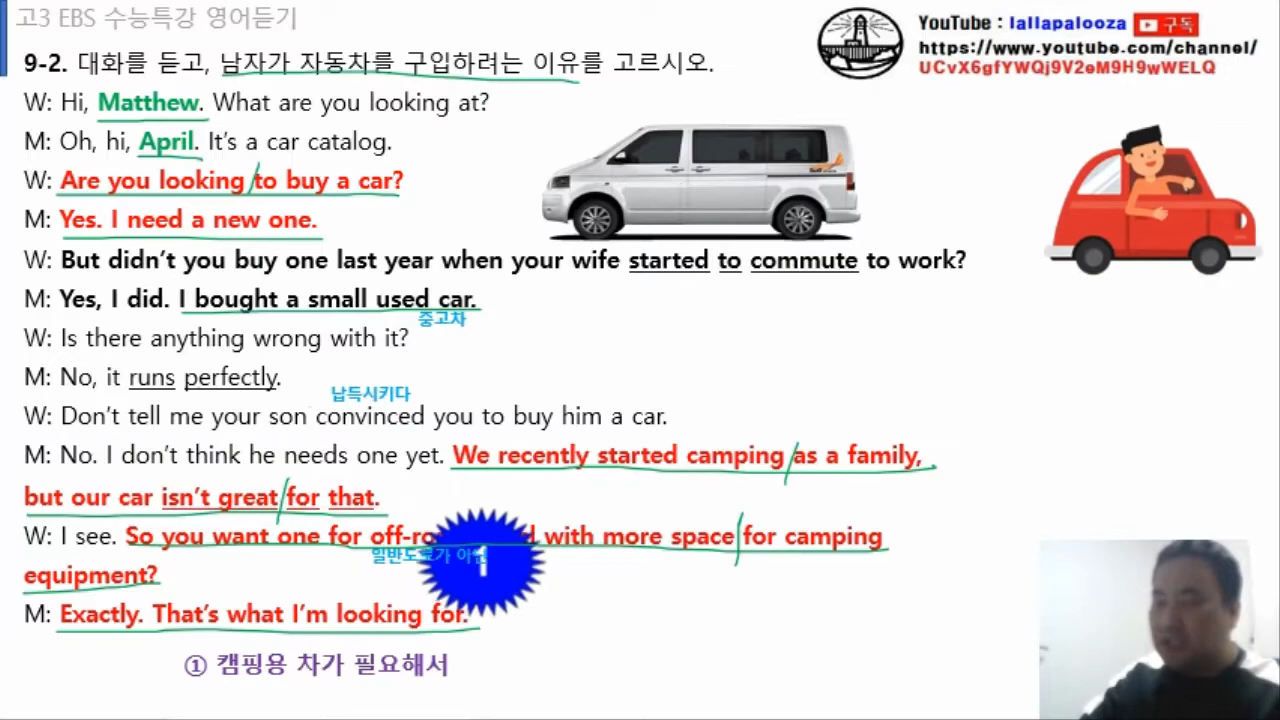 고3 EBS 수능특강 영어듣기
YouTube : lallapalooza 구독
https://www.youtube.com/channel/
UCvX6gfYWQj9V2eM9H9wWELQ
9-2. 대화를 듣고, 남자가 자동차를 구입하려는 이유를 고르시오.
W: Hi, Matthew. What are you looking at?
M: Oh, hi, April. It's a car catalog.
W: Are you looking to buy a car?
M: Yes. I need a new one.
W: But didn't you buy one last year when your wife started to commute to work?
M: Yes, I did. I bought a small used car.
중고차
W: Is there anything wrong with it?
M: No, it runs perfectly.
납득시키다
W: Don't tell me your son convinced you to buy him a car.
M: No. I don't think he needs one yet. We recently started camping as a family,
but our car isn't great for that.
W: I see. So you want one for with more space for camping
일반도로가 아닌
1
equipment?
M: Exactly. That's what I'm looking for.
① 캠핑용 차가 필요해서